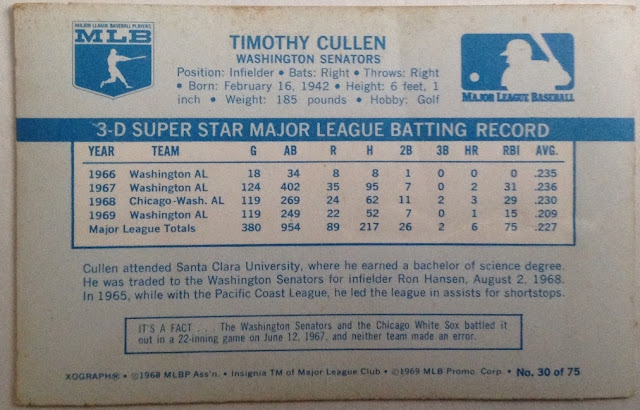 MAJOR LEAGUE BASEBALL PLAYERS
MLB
TIMOTHY CULLEN
WASHINGTON SENATORS
Position: Infielder • Bats: Right • Throws: Right
• Born: February 16, 1942 • Height: 6 feet, 1
inch • Weight: 185 pounds • Hobby: Golf
MAJOR LEAGUE BASEBALL
3-D SUPER STAR MAJOR LEAGUE BATTING RECORD
YEAR TEAM G AB R H 2B 3B HR RBI AVG.
1966 Washington AL 18 34 8 8 1 0 0 0 .235
1967 Washington AL 124 402 35 95 7 0 2 31 .236
1968 Chicago-Wash. AL 119 269 24 62 11 2 3 29 .230
1969 Washington AL 119 249 22 52 7 0 1 15 .209
Major League Totals 380 954 89 217 26 2 6 75 .227
Cullen attended Santa Clara University, where he earned a bachelor of science degree.
He was traded to the Washington Senators for infielder Ron Hansen, August 2, 1968.
In 1965, while with the Pacific Coast League, he led the league in assists for shortstops.
IT'S A FACT . . . The Washington Senators and the Chicago White Sox battled it
out in a 22-inning game on June 12, 1967, and neither team made an error.
XOGRAPH® • ©1968 MLBP Ass'n. • Insignia TM of Major League Club • ©1969 MLB Promo. Corp. • No. 30 of 75